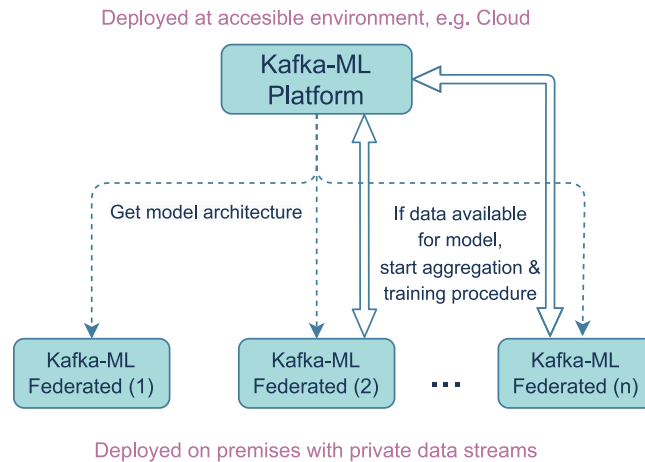 Deployed at accesible environment, e.g. Cloud
Kafka-ML
Platform
Get model architecture
If data available
for model,
start aggregation &
training procedure
Kafka-ML
Federated (1)
Kafka-ML
Federated (2)
...
Kafka-ML
Federated (n)
Deployed on premises with private data streams